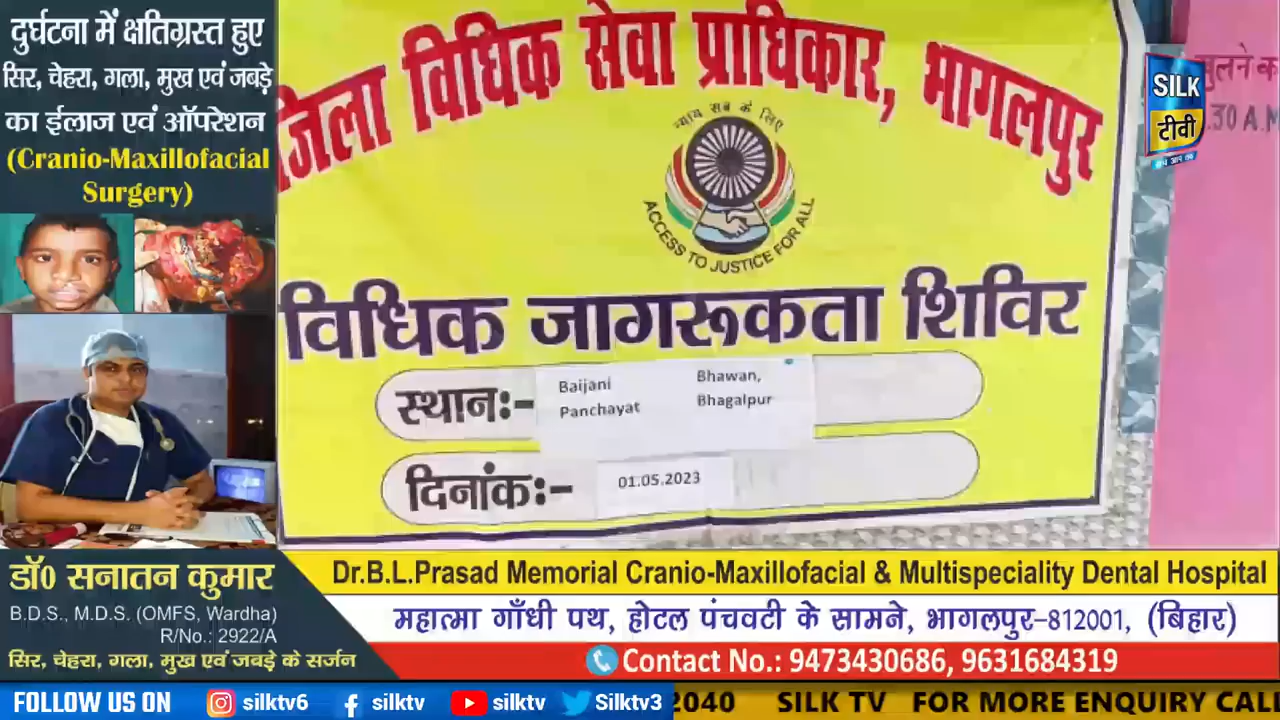 दुर्घटना में क्षतिग्रस्त हुए
सिर, चेहरा, गला, मुख एवं जबड़े
का ईलाज एवं ऑपरेशन
(Cranio-Maxillofacial
Surgery)
जिला विधिक सेवा प्राधिकार, भागलपुर
न्याय सब के लिए
ACCESS TO JUSTICE FOR ALL
विधिक जागरूकता शिविर
स्थानः- Baijani Bhawan,
Panchayat Bhagalpur
दिनांकः- 01.05.2023
SILK
टीवी
.30 A.M
डॉ0 सनातन कुमार
B.D.S., M.D.S. (OMFS, Wardha)
R/No.: 2922/A
सिर, चेहरा, गला, मुख एवं जबड़े के सर्जन
Dr.B.L.Prasad Memorial Cranio-Maxillofacial & Multispeciality Dental Hospital
महात्मा गाँधी पथ, होटल पंचवटी के सामने, भागलपुर-812001, (बिहार)
Contact No.: 9473430686, 9631684319
FOLLOW US ON silktv6 silktv silktv Silktv3 2040 SILK TV FOR MORE ENQUIRY CALL